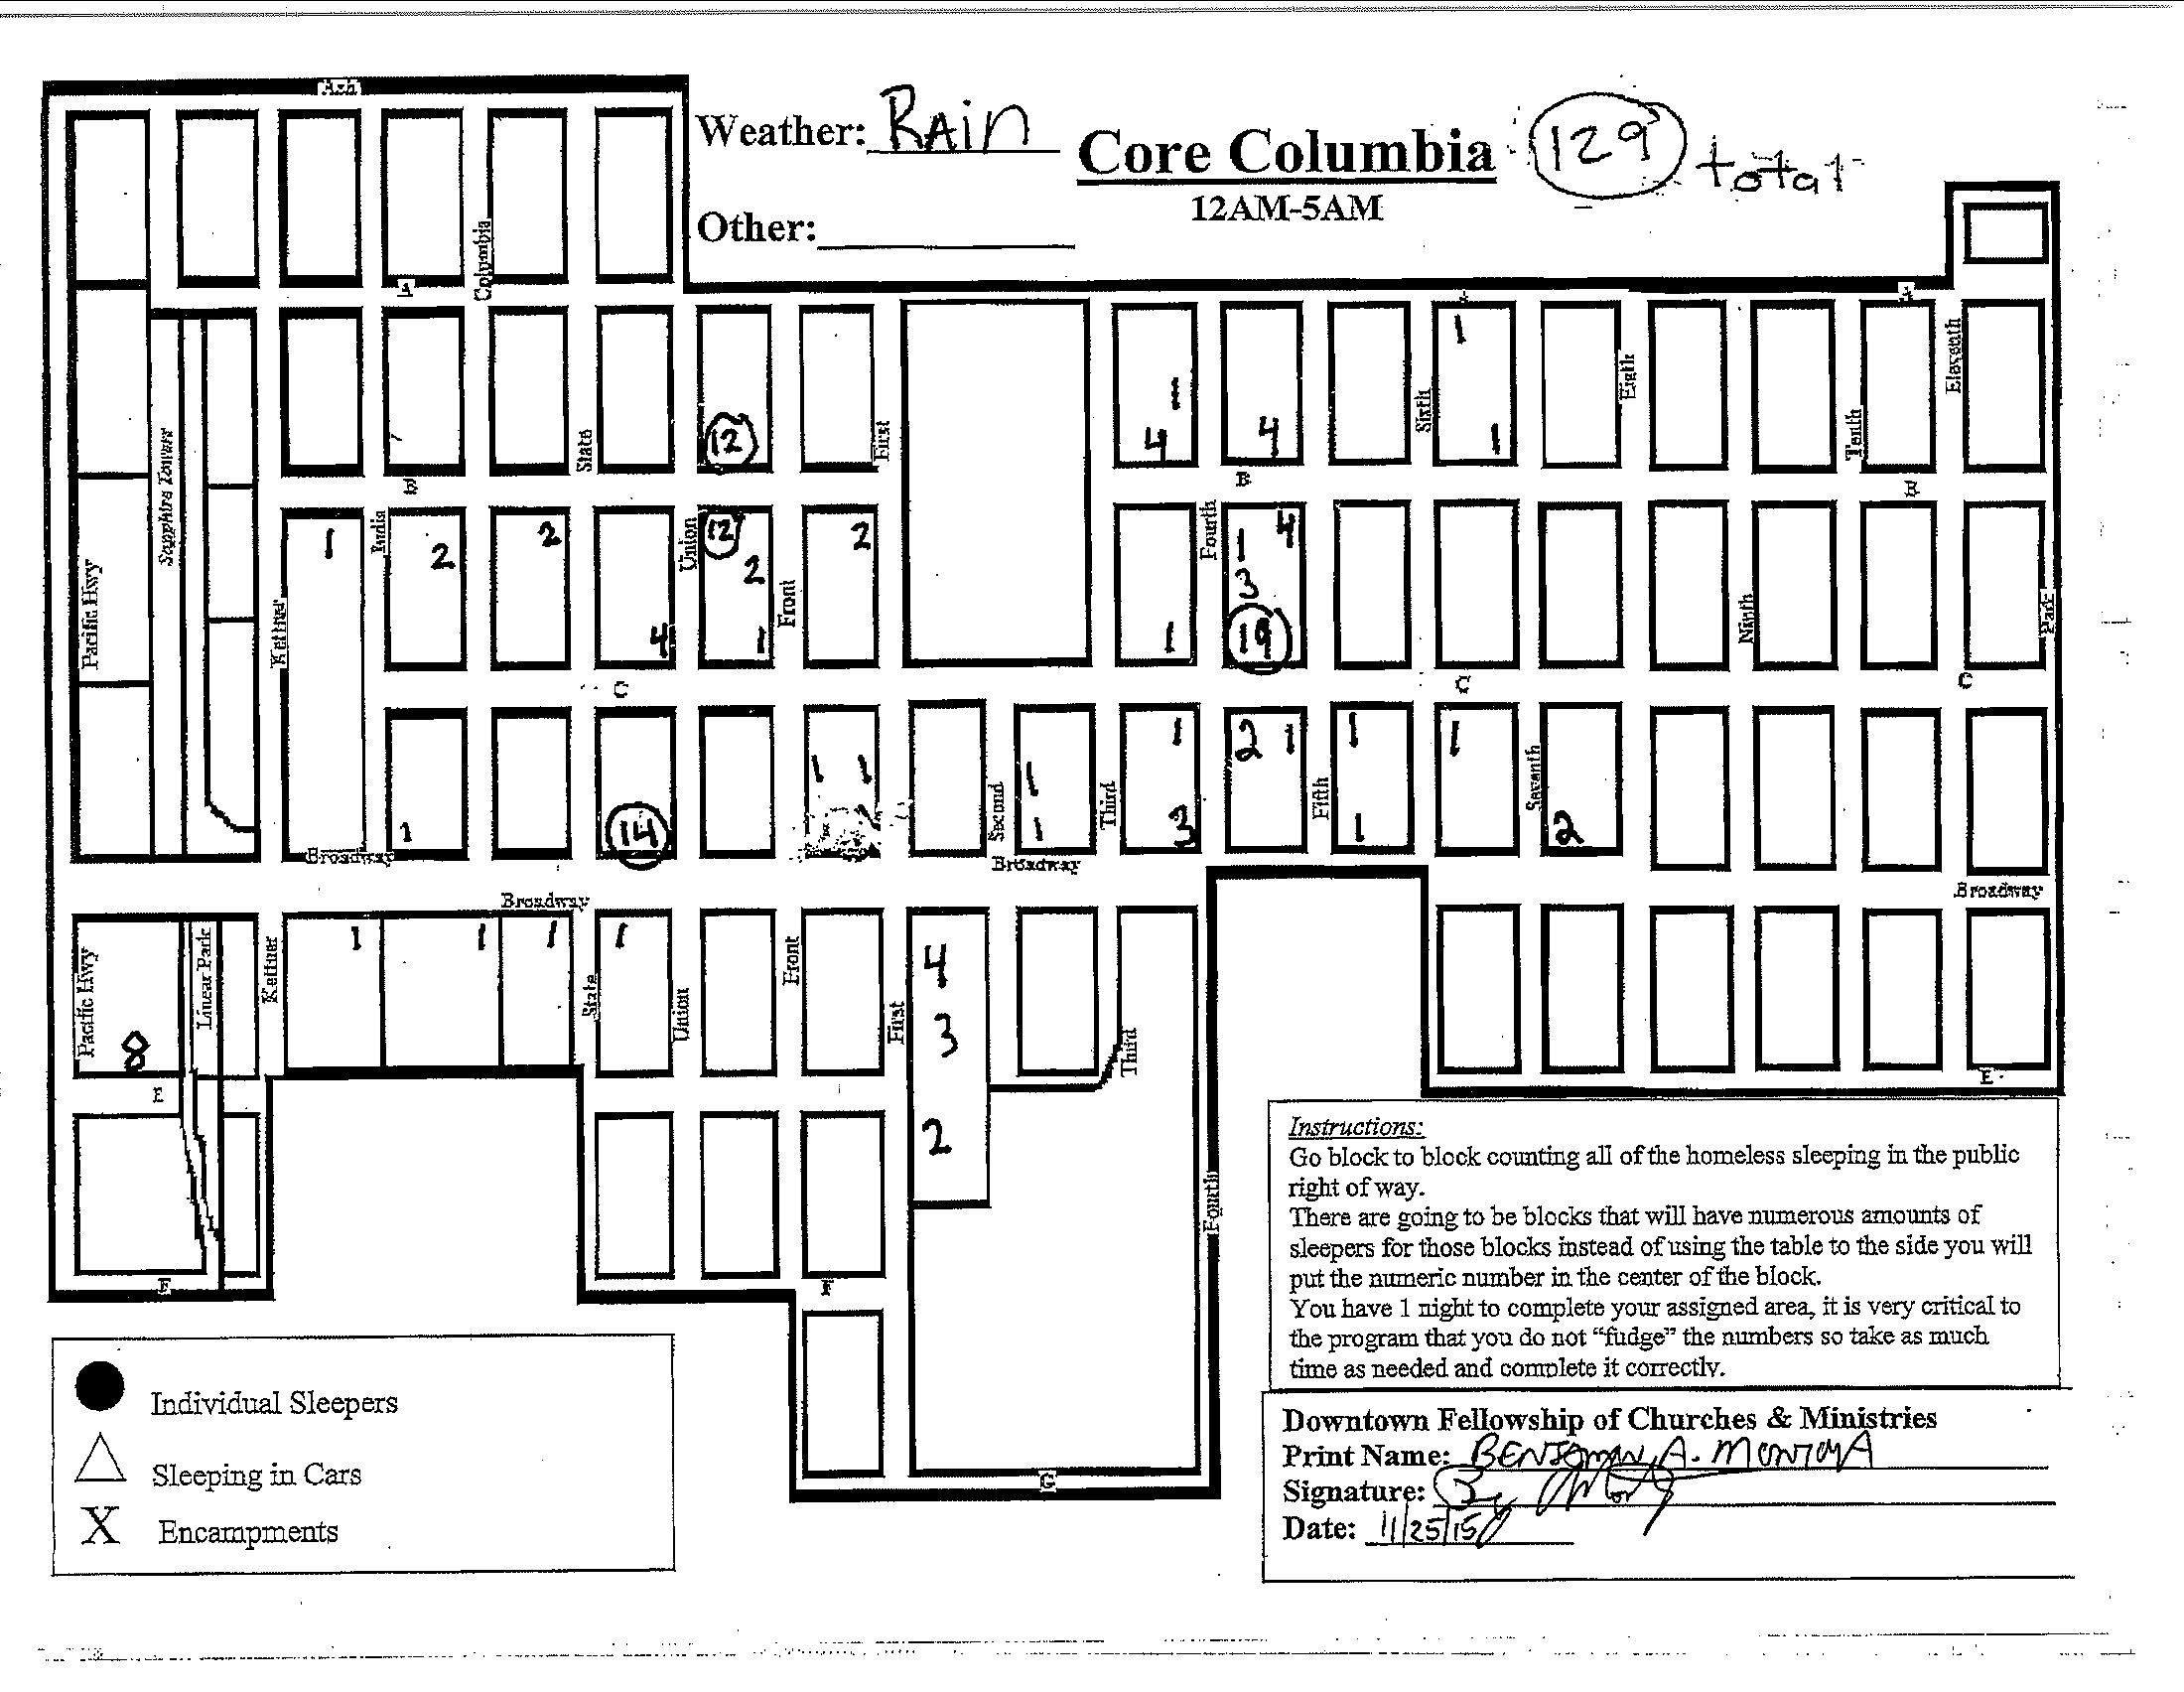 Ash
Weather: RAin
Core Columbia
129 total
12AM-5AM
Other:
Columbia
A
A
A
1
Eleventh
Eigth
Sixth
Tenth
First
State
Sapphire Tower
12
1
4
4
1
B
B
B
India
Union
Fourth
1
2
2
12
2
2
4
1
3
Front
Pacific Hwy
Kettner
4
1
1
19
Ninth
Park
C
C
C
1
1
1
1
2
1
1
1
Seventh
Second
Third
Fifth
1
14
1
3
1
2
Broadway
Broadway
Broadway
Broadway
Pacific Hwy
Linear Park
Kettner
1
1
1
1
State
Union
Front
First
4
3
2
Third
8
E
E
Fourth
F
F
G
Instructions:
Go block to block counting all of the homeless sleeping in the public
right of way.
There are going to be blocks that will have numerous amounts of
sleepers for those blocks instead of using the table to the side you will
put the numeric number in the center of the block.
You have 1 night to complete your assigned area, it is very critical to
the program that you do not “fudge” the numbers so take as much
time as needed and complete it correctly.
Individual Sleepers
Sleeping in Cars
X Encampments
Downtown Fellowship of Churches & Ministries
Print Name: BENJAMIN A. MONTOYA
Signature:
Date: 11/25/15